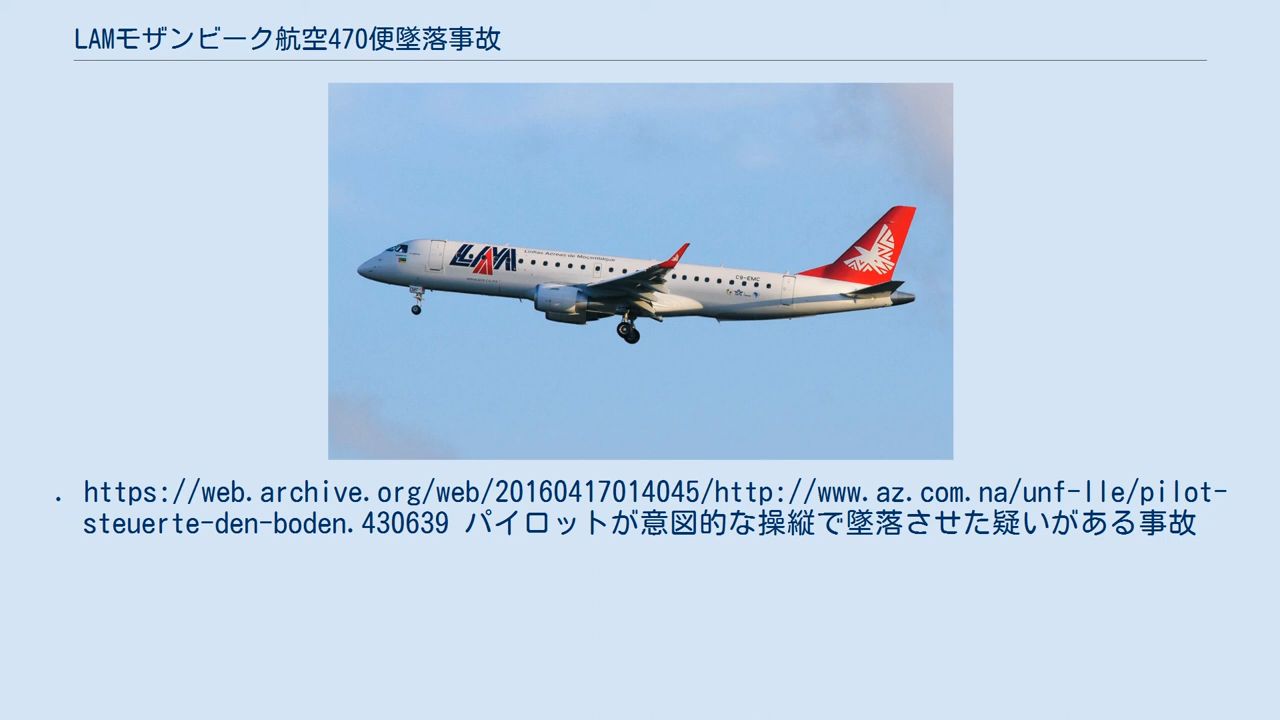 LAMモザンビーク航空470便墜落事故
LAM Linhas Aéreas de Moçambique
C9-EMC
. https://web.archive.org/web/20160417014045/http://www.az.com.na/unf-lle/pilot-
steuerte-den-boden.430639 パイロットが意図的な操縦で墜落させた疑いがある事故